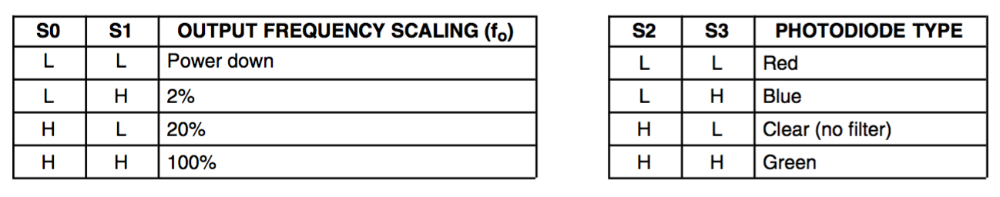 S0 S1 OUTPUT FREQUENCY SCALING (fo)
L L Power down
L H 2%
H L 20%
H H 100%
S2 S3 PHOTODIODE TYPE
L L Red
L H Blue
H L Clear (no filter)
H H Green